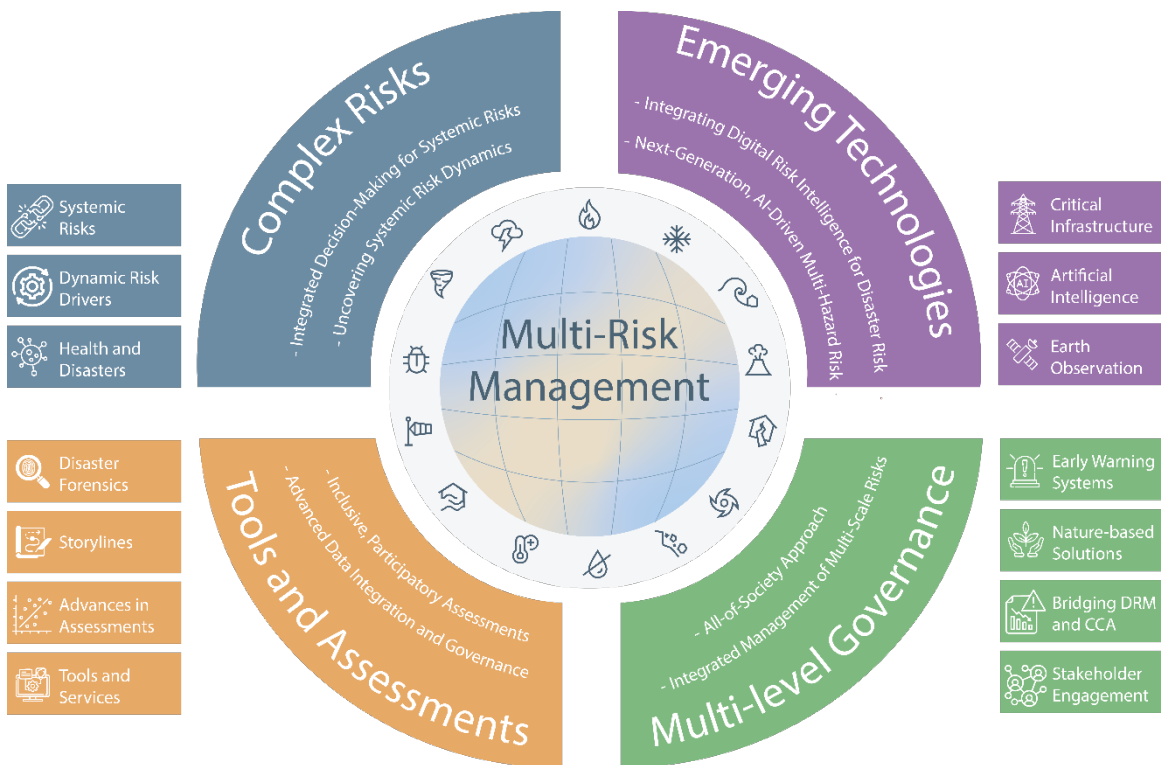 Complex Risks
- Integrated Decision-Making for Systemic Risks
- Uncovering Systemic Risk Dynamics
Emerging Technologies
- Integrating Digital Risk Intelligence for Disaster Risk
- Next-Generation, AI-Driven Multi-Hazard Risk
Systemic
Risks
Dynamic Risk
Drivers
Health and
Disasters
Multi-Risk
Management
Critical
Infrastructure
AI
Artificial
Intelligence
Earth
Observation
Disaster
Forensics
Storylines
Advances in
Assessments
Tools and
Services
Tools and Assessments
- Inclusive, Participatory Assessments
- Advanced Data Integration and Governance
Multi-level Governance
- All-of-Society Approach
- Integrated Management of Multi-Scale Risks
Early Warning
Systems
Nature-based
Solutions
Bridging DRM
and CCA
Stakeholder
Engagement